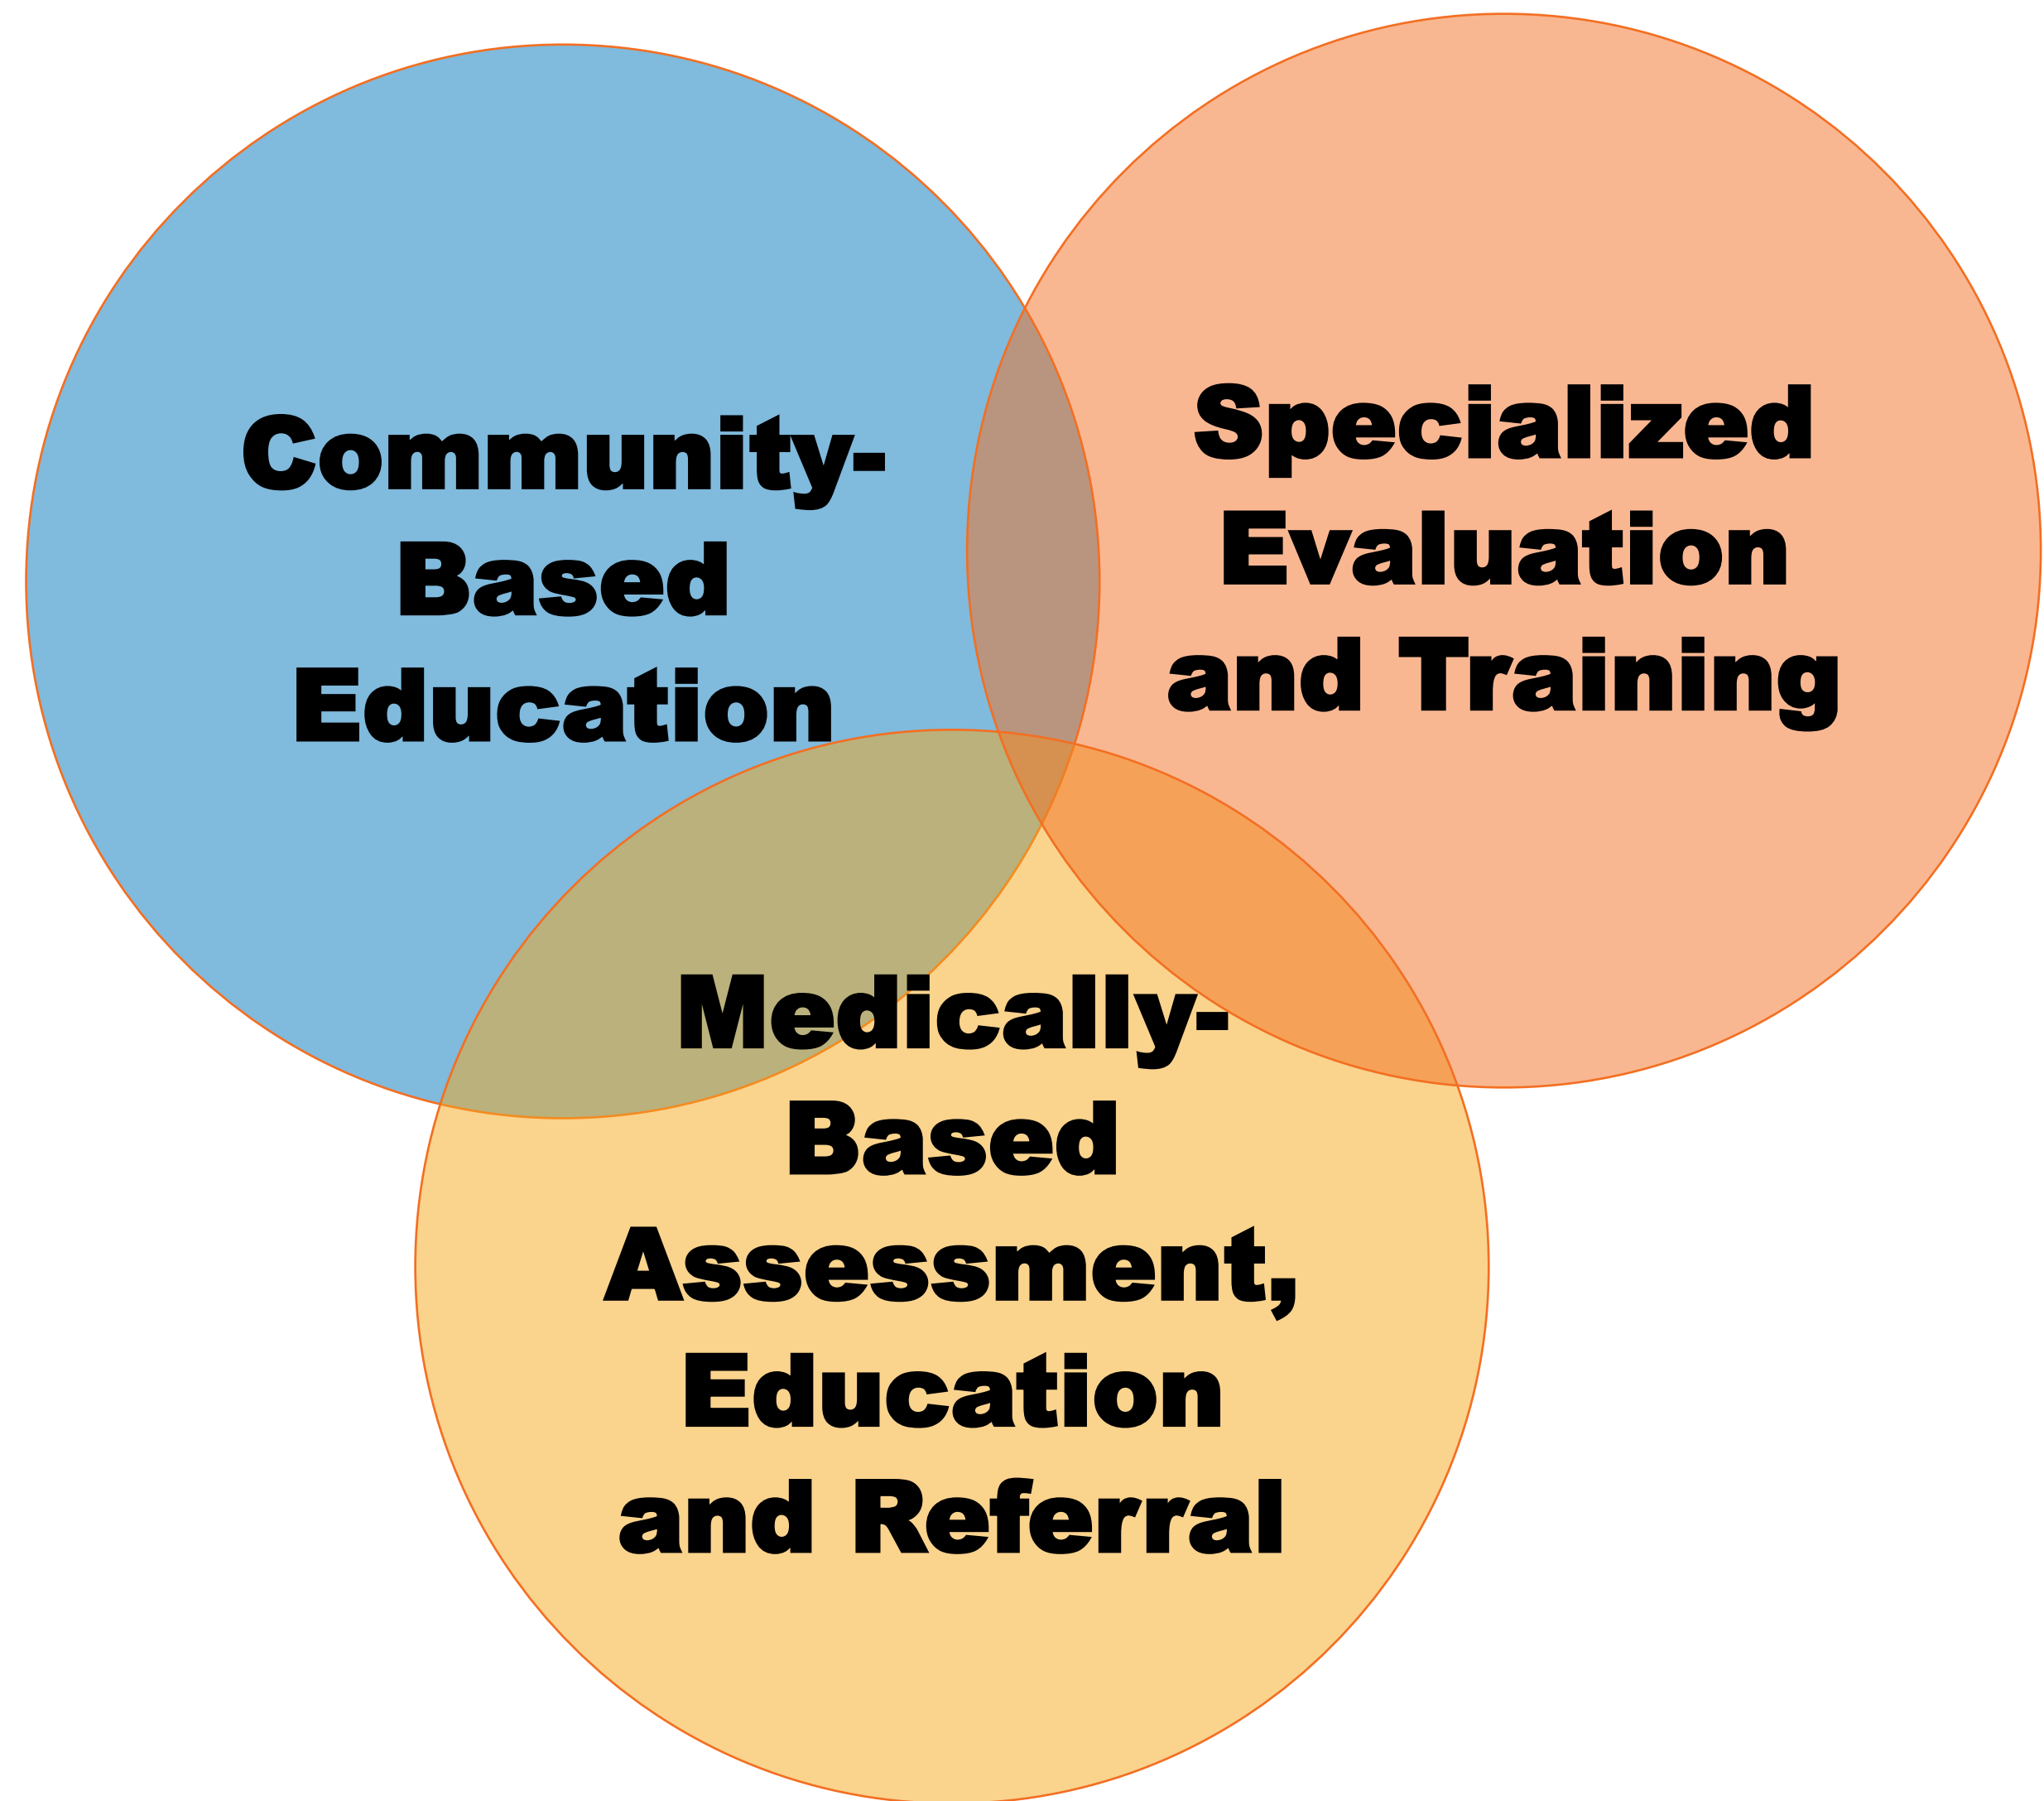 Community-
Based
Education
Specialized
Evaluation
and Training
Medically-
Based
Assessment,
Education
and Referral